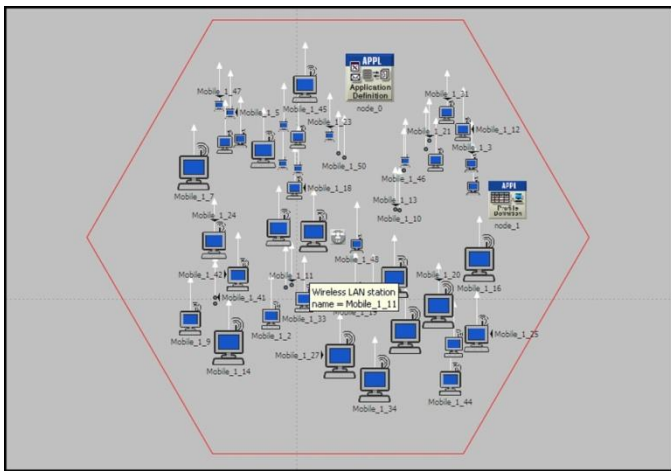 APPL
Application
Definition
node_0
Mobile_1_47
Mobile_1_5
Mobile_1_45
Mobile_1_23
Mobile_1_50
Mobile_1_31
Mobile_1_12
Mobile_1_21
Mobile_1_3
Mobile_1_46
Mobile_1_7
Mobile_1_18
Mobile_1_13
Mobile_1_10
APPL
Profile
Definition
node_1
Mobile_1_24
Mobile_1_48
Mobile_1_16
Mobile_1_42
Mobile_1_11
Mobile_1_20
Wireless LAN station
name = Mobile_1_11
Mobile_1_41
Mobile_1_19
Mobile_1_33
Mobile_1_9
Mobile_1_2
Mobile_1_25
Mobile_1_14
Mobile_1_27
Mobile_1_34
Mobile_1_44